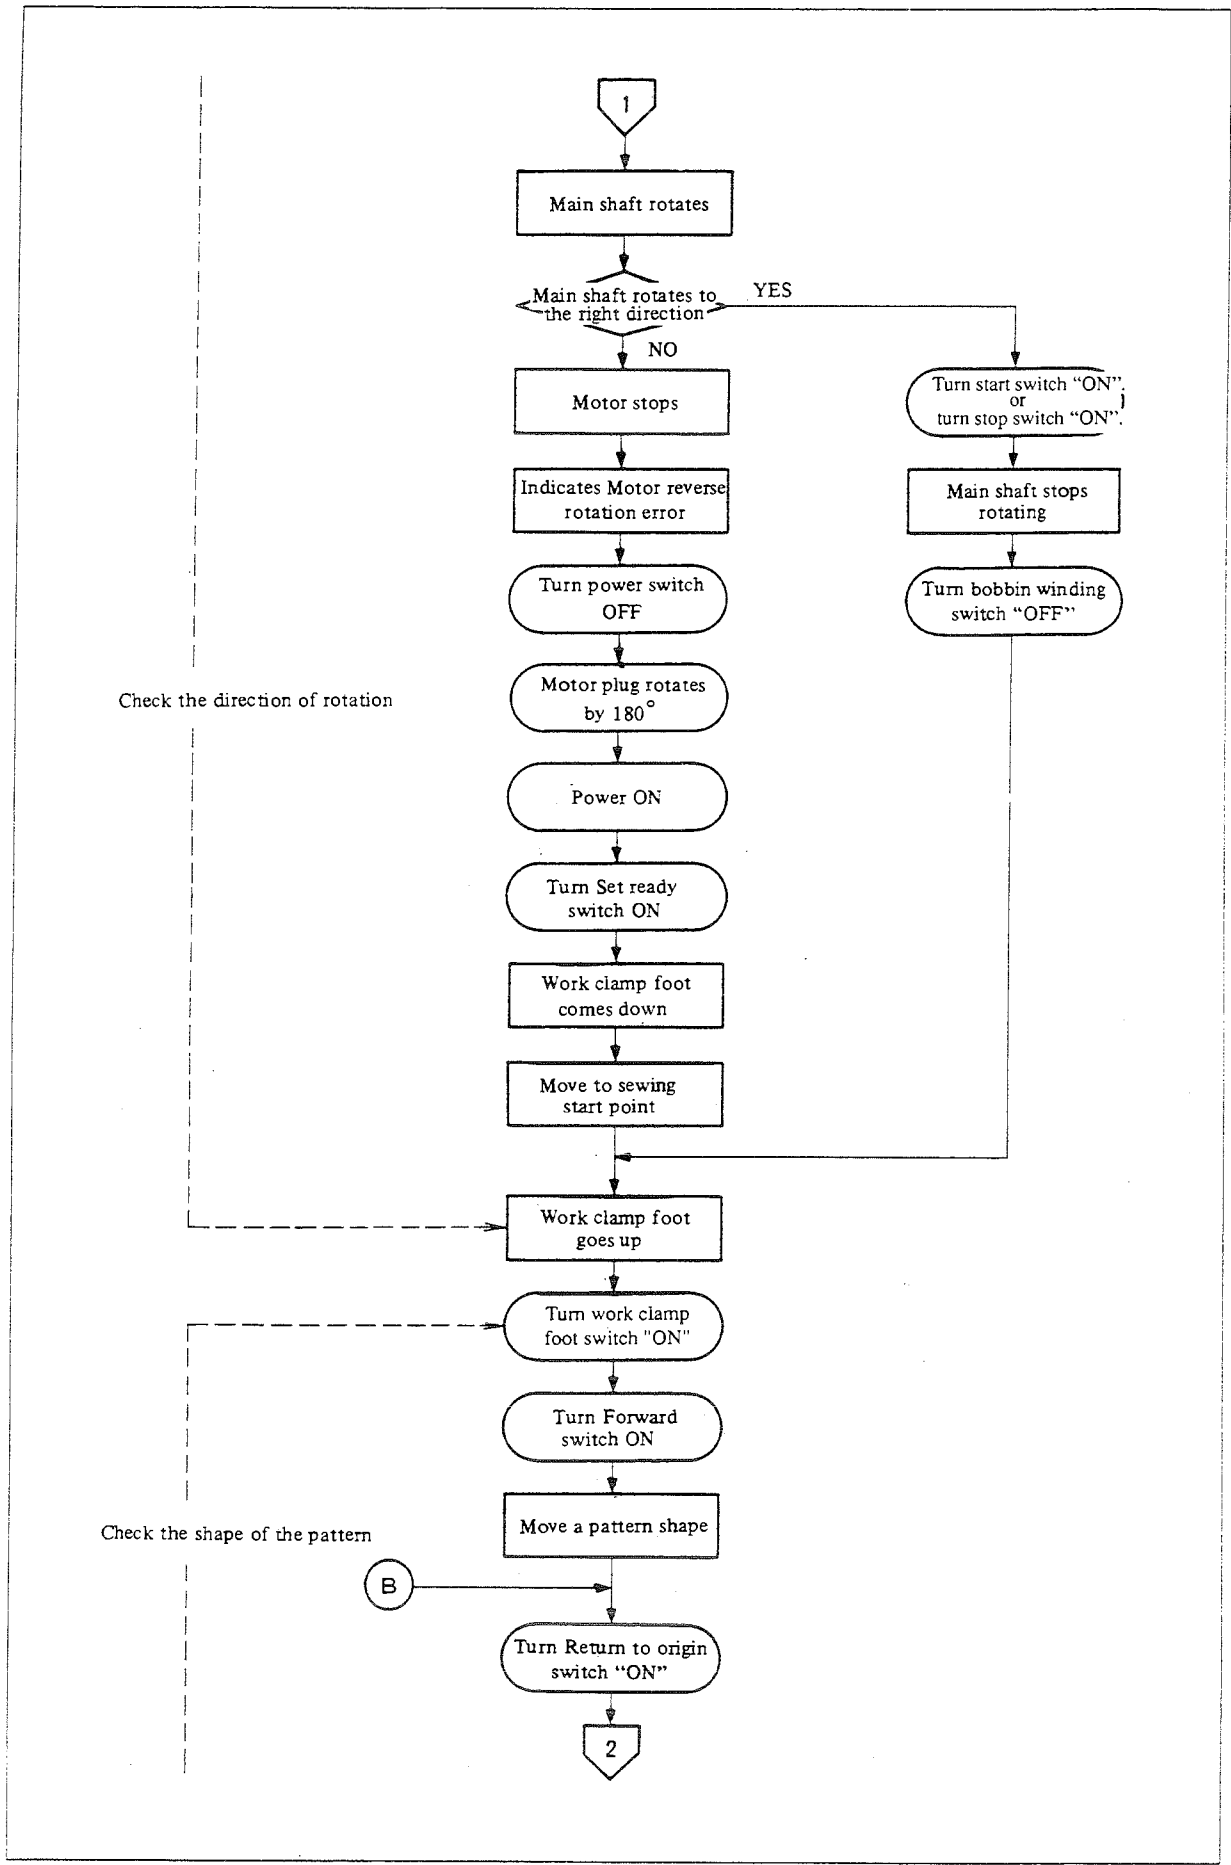 1
Main shaft rotates
Main shaft rotates to
the right direction
YES
NO
Motor stops
Turn start switch “ON”.
or
turn stop switch “ON”.
Indicates Motor reverse
rotation error
Main shaft stops
rotating
Turn power switch
OFF
Turn bobbin winding
switch “OFF”
Motor plug rotates
by 180°
Check the direction of rotation
Power ON
Turn Set ready
switch ON
Work clamp foot
comes down
Move to sewing
start point
Work clamp foot
goes up
Turn work clamp
foot switch "ON"
Turn Forward
switch ON
Move a pattern shape
Check the shape of the pattern
B
Turn Return to origin
switch “ON”
2